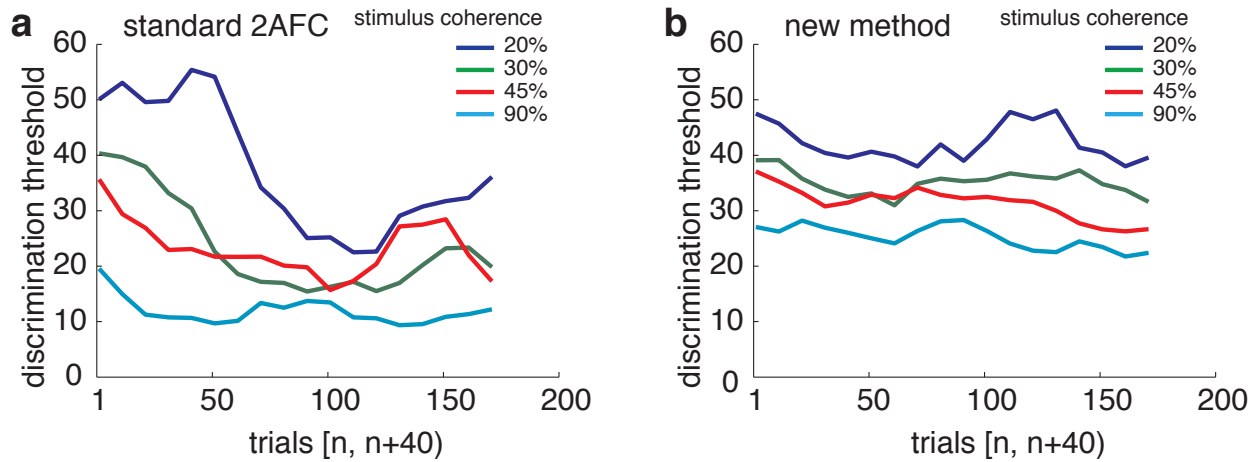 a standard 2AFC stimulus coherence
20%
30%
45%
90%
discrimination threshold
60
50
40
30
20
10
0
1 50 100 150 200
trials [n, n+40)
b new method stimulus coherence
20%
30%
45%
90%
discrimination threshold
60
50
40
30
20
10
0
1 50 100 150 200
trials [n, n+40)